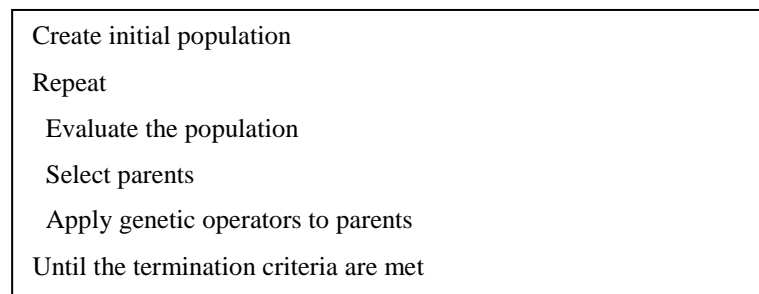 Create initial population
Repeat
Evaluate the population
Select parents
Apply genetic operators to parents
Until the termination criteria are met